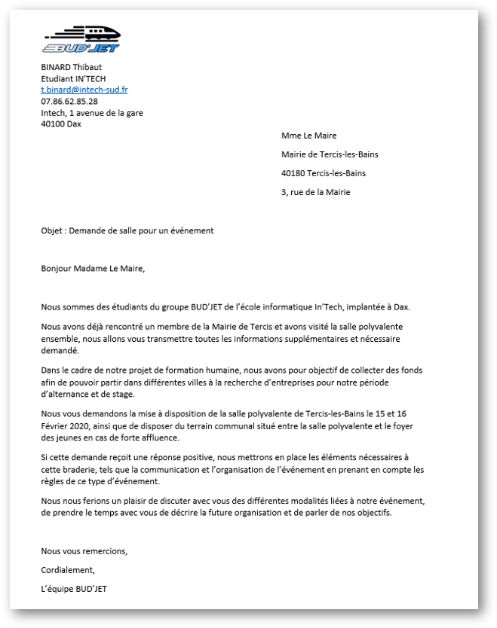 BUD'JET
BINARD Thibaut
Etudiant IN'TECH
t.binard@intech-sud.fr
07.86.62.85.28
Intech, 1 avenue de la gare
40100 Dax
Mme Le Maire
Mairie de Tercis-les-Bains
40180 Tercis-les-Bains
3, rue de la Mairie
Objet : Demande de salle pour un événement
Bonjour Madame Le Maire,
Nous sommes des étudiants du groupe BUD'JET de l'école informatique In'Tech, implantée à Dax.
Nous avons déjà rencontré un membre de la Mairie de Tercis et avons visité la salle polyvalente
ensemble, nous allons vous transmettre toutes les informations supplémentaires et nécessaire
demandé.
Dans le cadre de notre projet de formation humaine, nous avons pour objectif de collecter des fonds
afin de pouvoir partir dans différentes villes à la recherche d'entreprises pour notre période
d'alternance et de stage.
Nous vous demandons la mise à disposition de la salle polyvalente de Tercis-les-Bains le 15 et 16
Février 2020, ainsi que de disposer du terrain communal situé entre la salle polyvalente et le foyer
des jeunes en cas de forte affluence.
Si cette demande reçoit une réponse positive, nous mettrons en place les éléments nécessaires à
cette braderie, tels que la communication et l'organisation de l'événement en prenant en compte les
règles de ce type d'événement.
Nous nous ferions un plaisir de discuter avec vous des différentes modalités liées à notre événement,
de prendre le temps avec vous de décrire la future organisation et de parler de nos objectifs.
Nous vous remercions,
Cordialement,
L'équipe BUD'JET